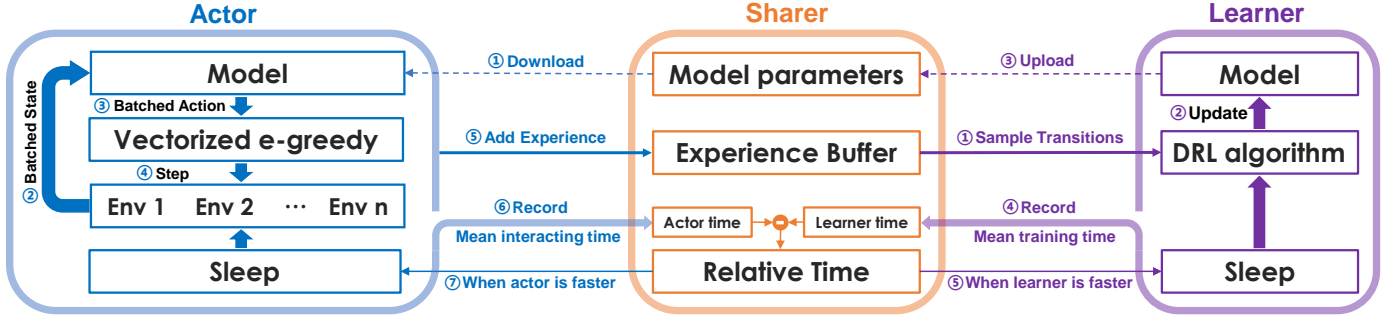 Actor
Sharer
Learner
Model
① Download
Model parameters
③ Upload
Model
③ Batched Action
② Update
② Batched State
Vectorized e-greedy
⑤ Add Experience
Experience Buffer
① Sample Transitions
DRL algorithm
④ Step
Env 1 Env 2 ··· Env n
⑥ Record
Mean interacting time
Actor time
Learner time
④ Record
Mean training time
Sleep
⑦ When actor is faster
Relative Time
⑤ When learner is faster
Sleep